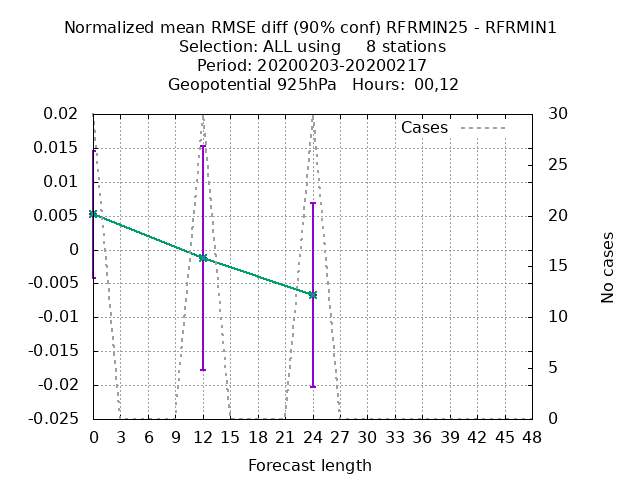 Normalized mean RMSE diff (90% conf) RFRMIN25 - RFRMIN1
Selection: ALL using     8 stations
Period: 20200203-20200217
Geopotential 925hPa   Hours:  00,12
0.02
0.015
0.01
0.005
0
-0.005
-0.01
-0.015
-0.02
-0.025
Cases
30
25
20
15
10
5
0
No cases
0 3 6 9 12 15 18 21 24 27 30 33 36 39 42 45 48
Forecast length